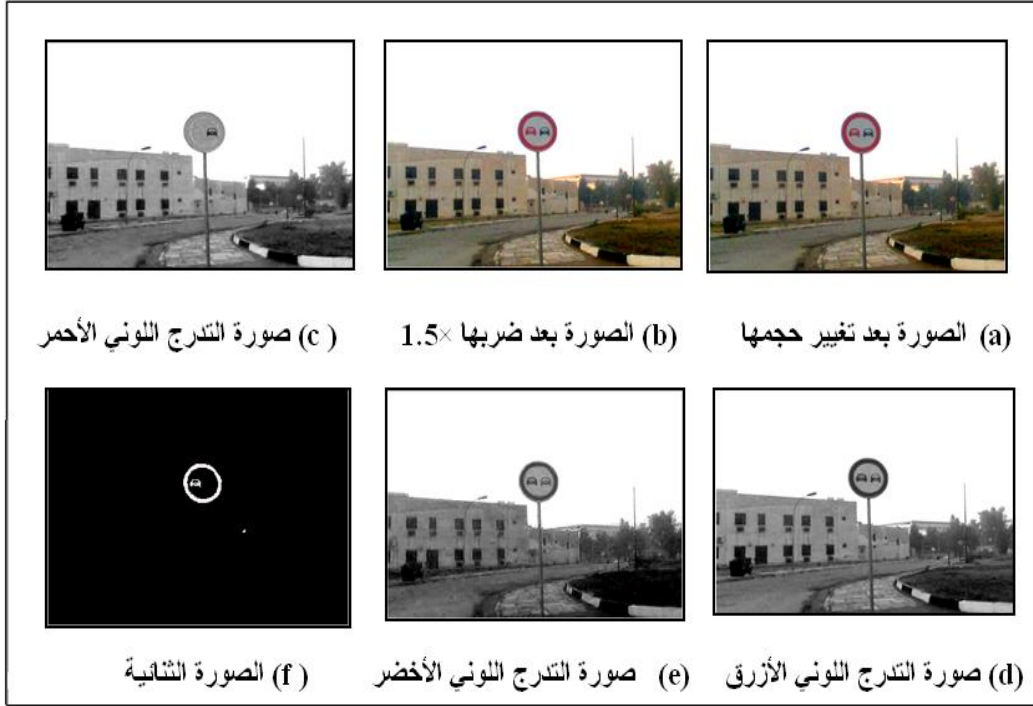 (a) الصورة بعد تغيير حجمها
(b) الصورة بعد ضربها ×1.5
( c) صورة التدرج اللوني الأحمر
(d) صورة التدرج اللوني الأزرق
(e) صورة التدرج اللوني الأخضر
( f) الصورة الثنائية